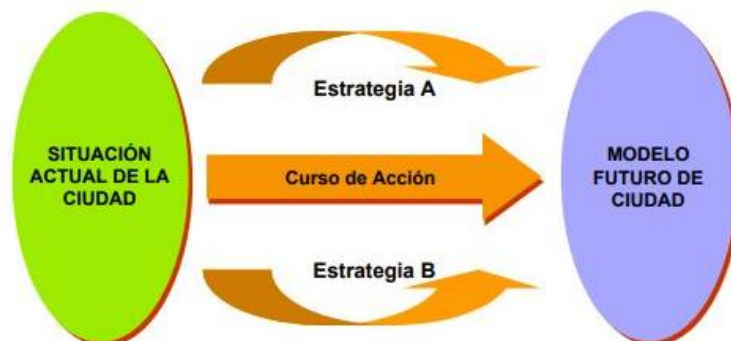 Estrategia A
SITUACIÓN
ACTUAL DE LA
CIUDAD
Curso de Acción
MODELO
FUTURO DE
CIUDAD
Estrategia B